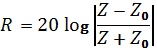 R = 20 log |(Z − Z₀)/(Z + Z₀)|